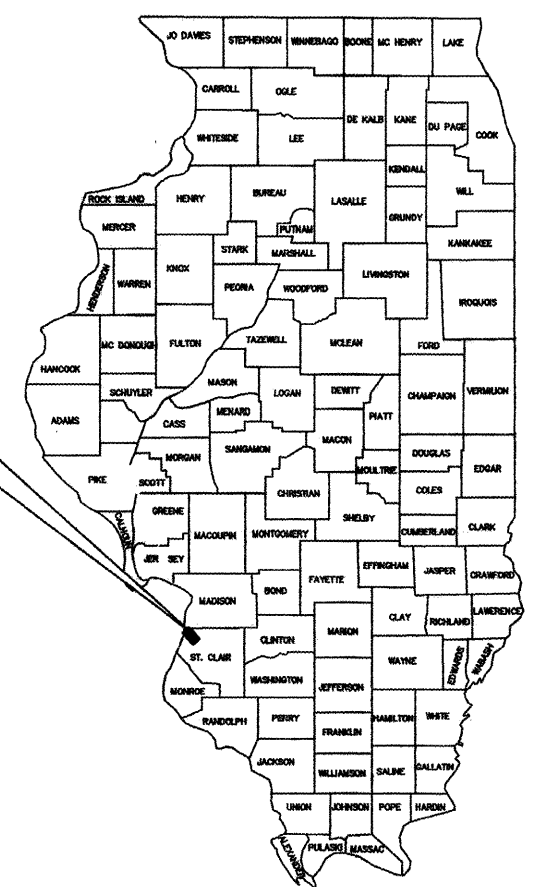 JO DAVIES
STEPHENSON
WINNEBAGO
BOONE
MC HENRY
LAKE
CARROLL
OGLE
DE KALB
KANE
DU PAGE
COOK
WHITESIDE
LEE
KENDALL
WILL
ROCK ISLAND
HENRY
BUREAU
LASALLE
GRUNDY
MERCER
PUTNAM
KANKAKEE
STARK
MARSHALL
HENDERSON
WARREN
KNOX
PEORIA
WOODFORD
LIVINGSTON
IROQUOIS
HANCOCK
MC DONOUGH
FULTON
TAZEWELL
MCLEAN
FORD
SCHUYLER
MASON
LOGAN
DEWITT
CHAMPAION
VERMILION
ADAMS
CASS
MENARD
PIATT
MORGAN
SANGAMON
MACON
DOUGLAS
PIKE
SCOTT
MOULTRIE
EDGAR
CHRISTIAN
COLES
CALHOUN
GREENE
MACOUPIN
MONTGOMERY
SHELBY
CUMBERLAND
CLARK
JER SEY
FAYETTE
EFFINGHAM
JASPER
CRAWFORD
MADISON
BOND
CLAY
RICHLAND
LAWERENCE
CLINTON
MARION
ST. CLAIR
WAYNE
EDWARDS
WABASH
MONROE
WASHINGTON
JEFFERSON
RANDOLPH
PERRY
HAMILTON
WHITE
FRANKLIN
JACKSON
WILLIAMSON
SALINE
GALLATIN
UNION
JOHNSON
POPE
HARDIN
ALEXANDER
PULASKI
MASSAC